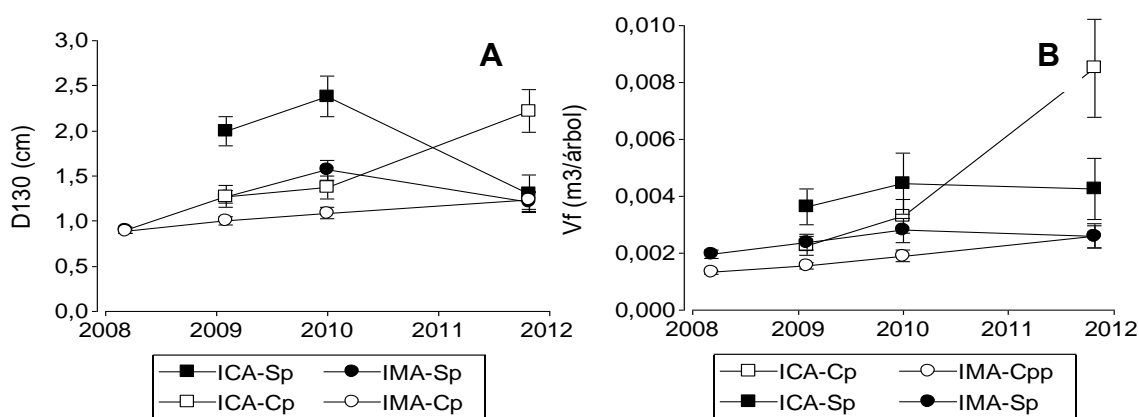 A
D130 (cm)
3,0
2,5
2,0
1,5
1,0
0,5
0,0
2008 2009 2010 2011 2012
ICA-Sp IMA-Sp
ICA-Cp IMA-Cp
B
Vf (m3/árbol)
0,010
0,008
0,006
0,004
0,002
0,000
2008 2009 2010 2011 2012
ICA-Cp IMA-Cpp
ICA-Sp IMA-Sp